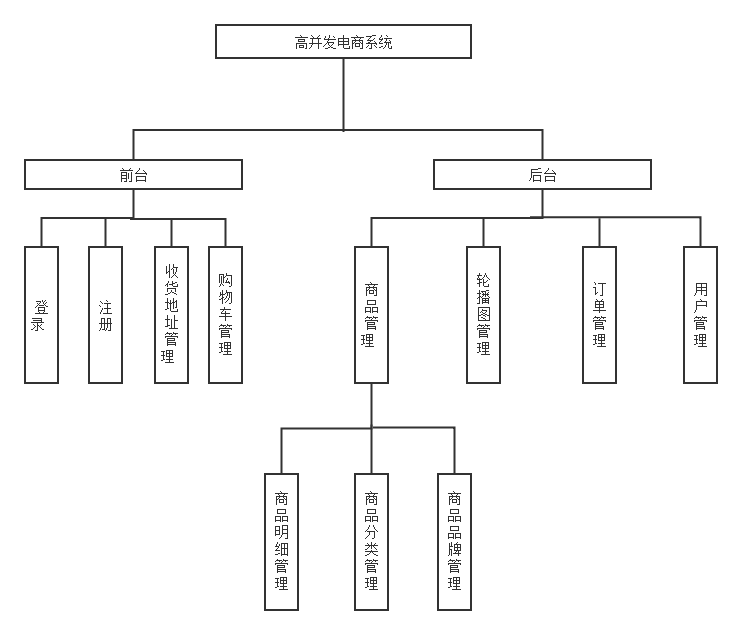 高并发电商系统
前台
后台
登录
注册
收货地址管理
购物车管理
商品管理
轮播图管理
订单管理
用户管理
商品明细管理
商品分类管理
商品品牌管理